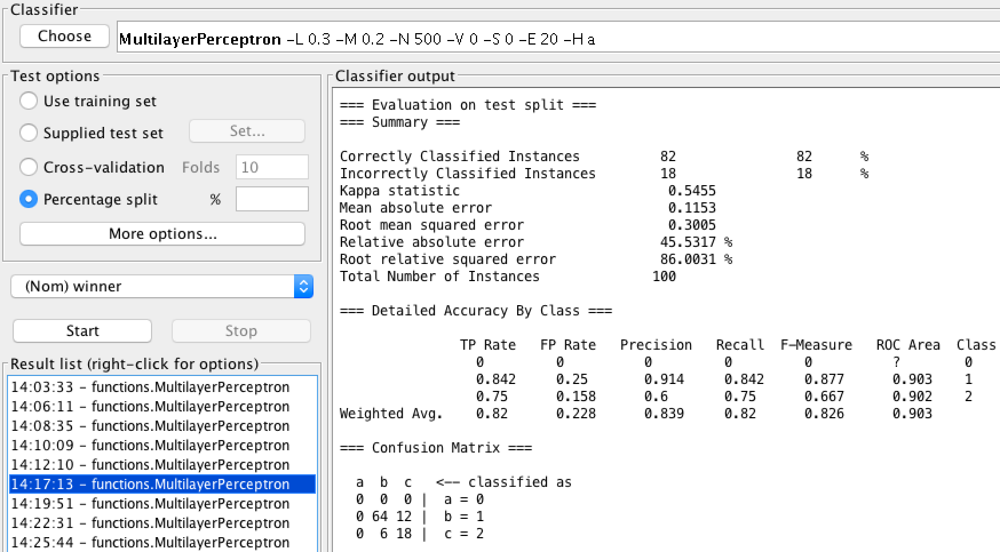 Classifier
Choose
MultilayerPerceptron -L 0.3 -M 0.2 -N 500 -V 0 -S 0 -E 20 -H a
Test options
Use training set
Supplied test set Set...
Cross-validation Folds 10
Percentage split %
More options...
(Nom) winner
Start Stop
Result list (right-click for options)
14:03:33 - functions.MultilayerPerceptron
14:06:11 - functions.MultilayerPerceptron
14:08:35 - functions.MultilayerPerceptron
14:10:09 - functions.MultilayerPerceptron
14:12:10 - functions.MultilayerPerceptron
14:17:13 - functions.MultilayerPerceptron
14:19:51 - functions.MultilayerPerceptron
14:22:31 - functions.MultilayerPerceptron
14:25:44 - functions.MultilayerPerceptron
Classifier output
=== Evaluation on test split ===
=== Summary ===
Correctly Classified Instances 82 82 %
Incorrectly Classified Instances 18 18 %
Kappa statistic 0.5455
Mean absolute error 0.1153
Root mean squared error 0.3005
Relative absolute error 45.5317 %
Root relative squared error 86.0031 %
Total Number of Instances 100
=== Detailed Accuracy By Class ===
TP Rate FP Rate Precision Recall F-Measure ROC Area Class
0 0 0 0 0 ? 0
0.842 0.25 0.914 0.842 0.877 0.903 1
0.75 0.158 0.6 0.75 0.667 0.902 2
Weighted Avg. 0.82 0.228 0.839 0.82 0.826 0.903
=== Confusion Matrix ===
a b c <-- classified as
0 0 0 | a = 0
0 64 12 | b = 1
0 6 18 | c = 2